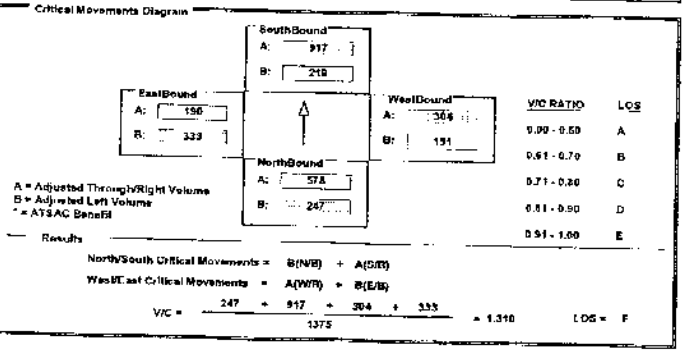 Critical Movements Diagram
SouthBound
A: 917
B: 219
EastBound
A: 190
B: 333
WestBound
A: 304
B: 191
NorthBound
A: 578
B: 247
V/C RATIO LOS
0.00 - 0.60 A
0.61 - 0.70 B
0.71 - 0.80 C
0.81 - 0.90 D
0.91 - 1.00 E
A = Adjusted Through/Right Volume
B = Adjusted Left Volume
* = ATSAC Benefit
Results
North/South Critical Movements = B(N/B) + A(S/B)
West/East Critical Movements = A(W/B) + B(E/B)
V/C = 247 + 917 + 304 + 333 = 1.310 LOS = F
1375